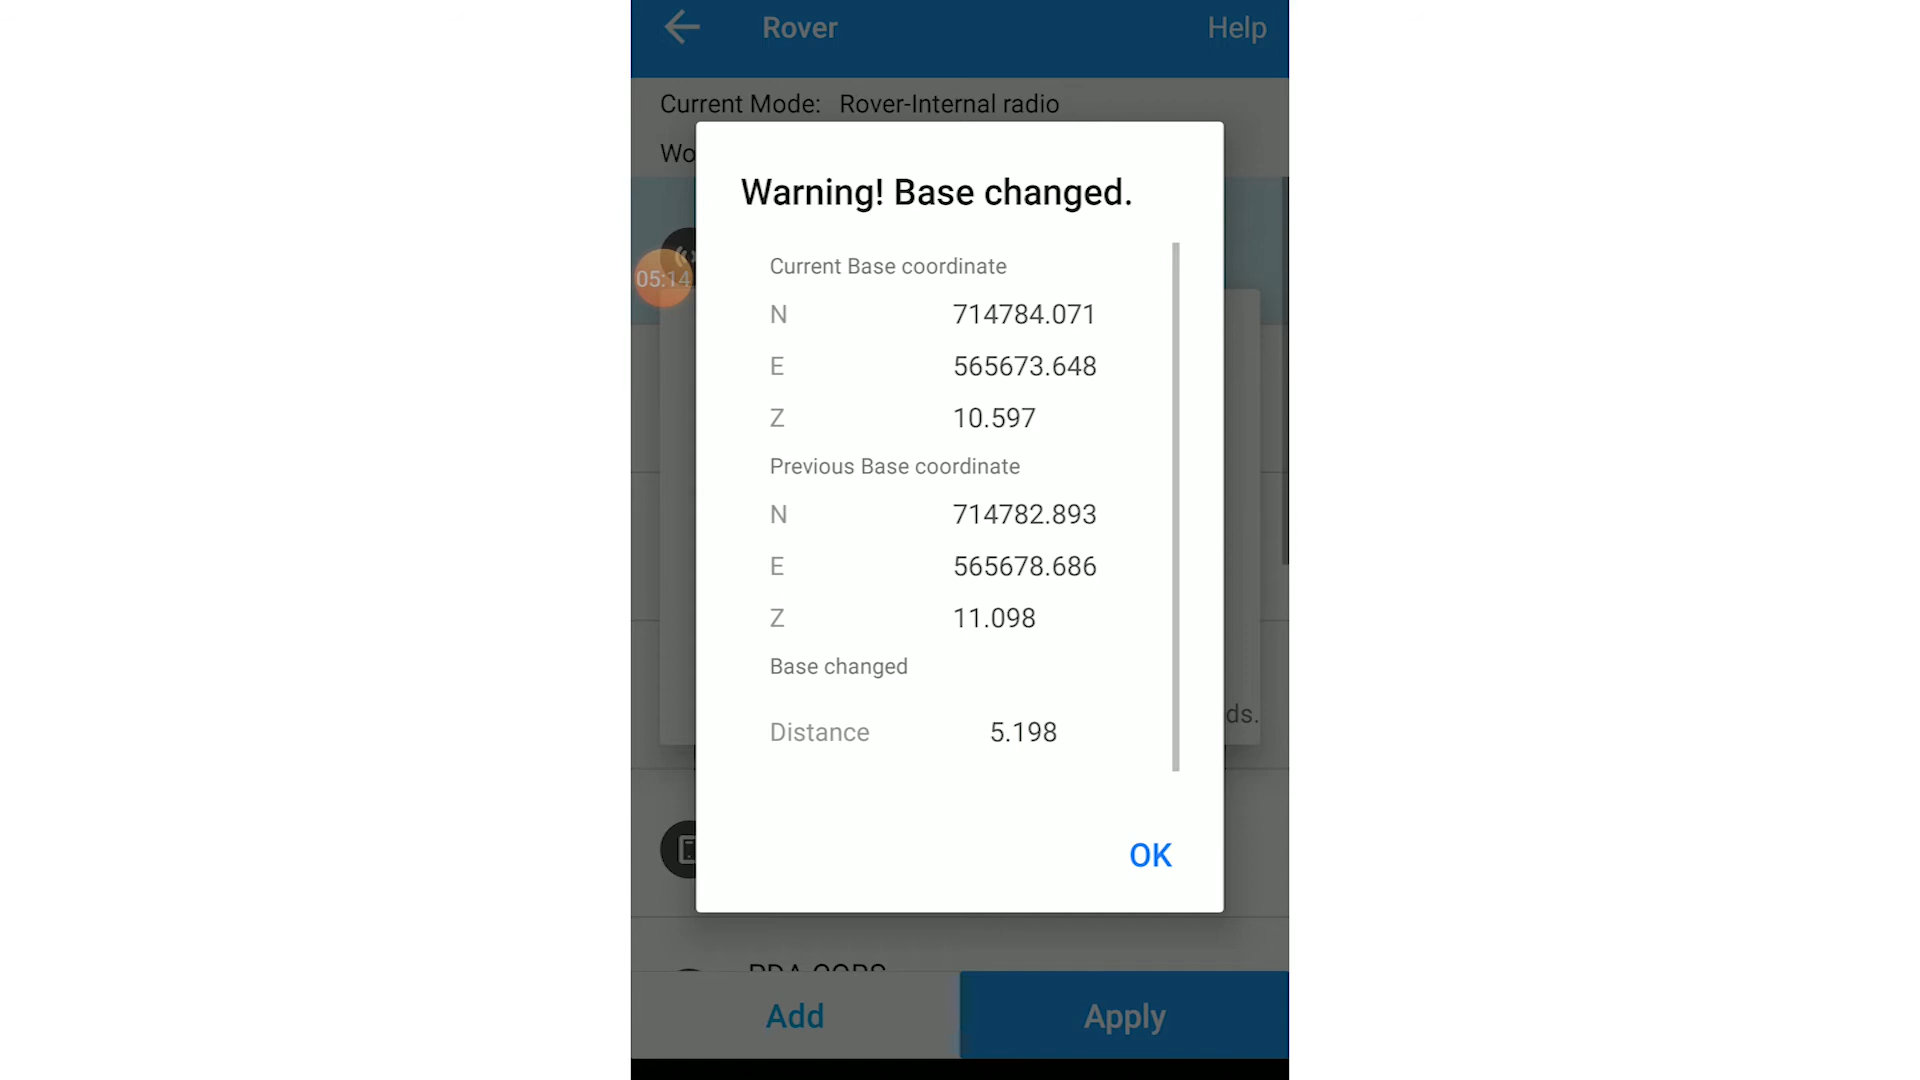 Rover Help
Current Mode: Rover-Internal radio
Wo
Warning! Base changed.
Current Base coordinate
05:14
N 714784.071
E 565673.648
Z 10.597
Previous Base coordinate
N 714782.893
E 565678.686
Z 11.098
Base changed
ds.
Distance 5.198
OK
Add Apply